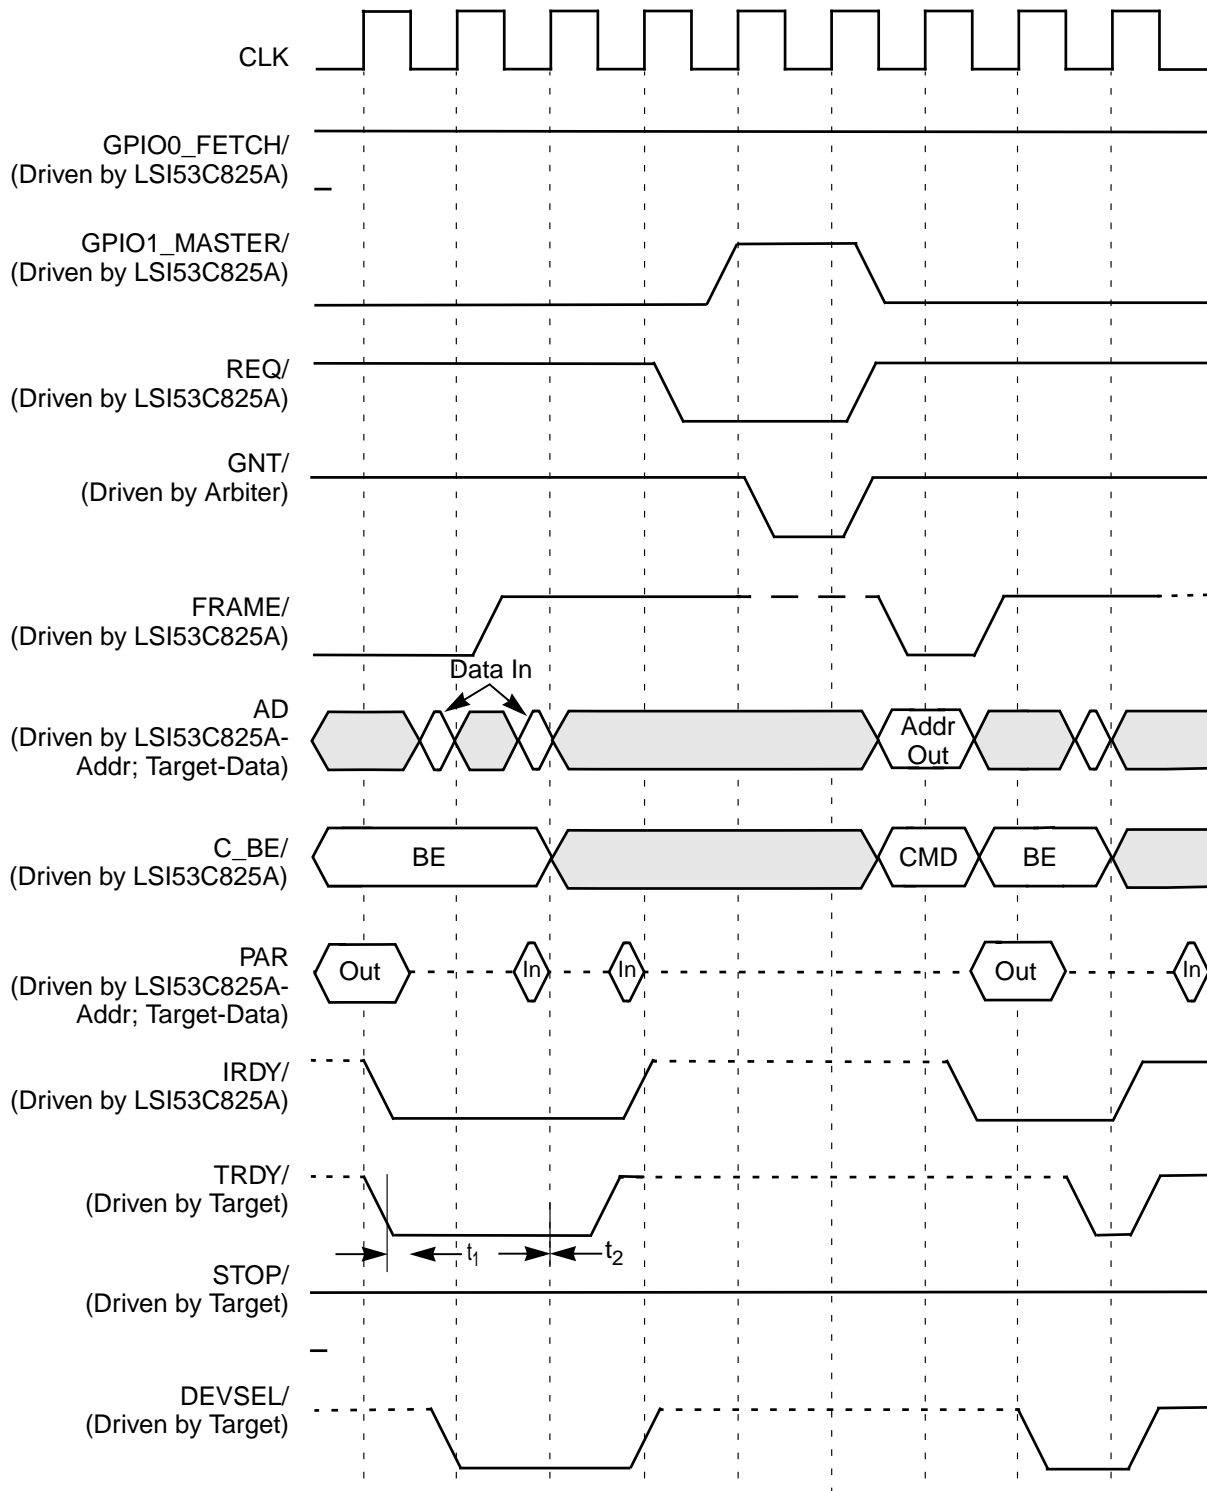 CLK
GPIO0_FETCH/
(Driven by LSI53C825A)
GPIO1_MASTER/
(Driven by LSI53C825A)
REQ/
(Driven by LSI53C825A)
GNT/
(Driven by Arbiter)
FRAME/
(Driven by LSI53C825A)
Data In
AD
(Driven by LSI53C825A-
Addr; Target-Data)
Addr
Out
C_BE/
(Driven by LSI53C825A)
BE
CMD
BE
PAR
(Driven by LSI53C825A-
Addr; Target-Data)
Out
In
In
Out
In
IRDY/
(Driven by LSI53C825A)
TRDY/
(Driven by Target)
t1
t2
STOP/
(Driven by Target)
DEVSEL/
(Driven by Target)